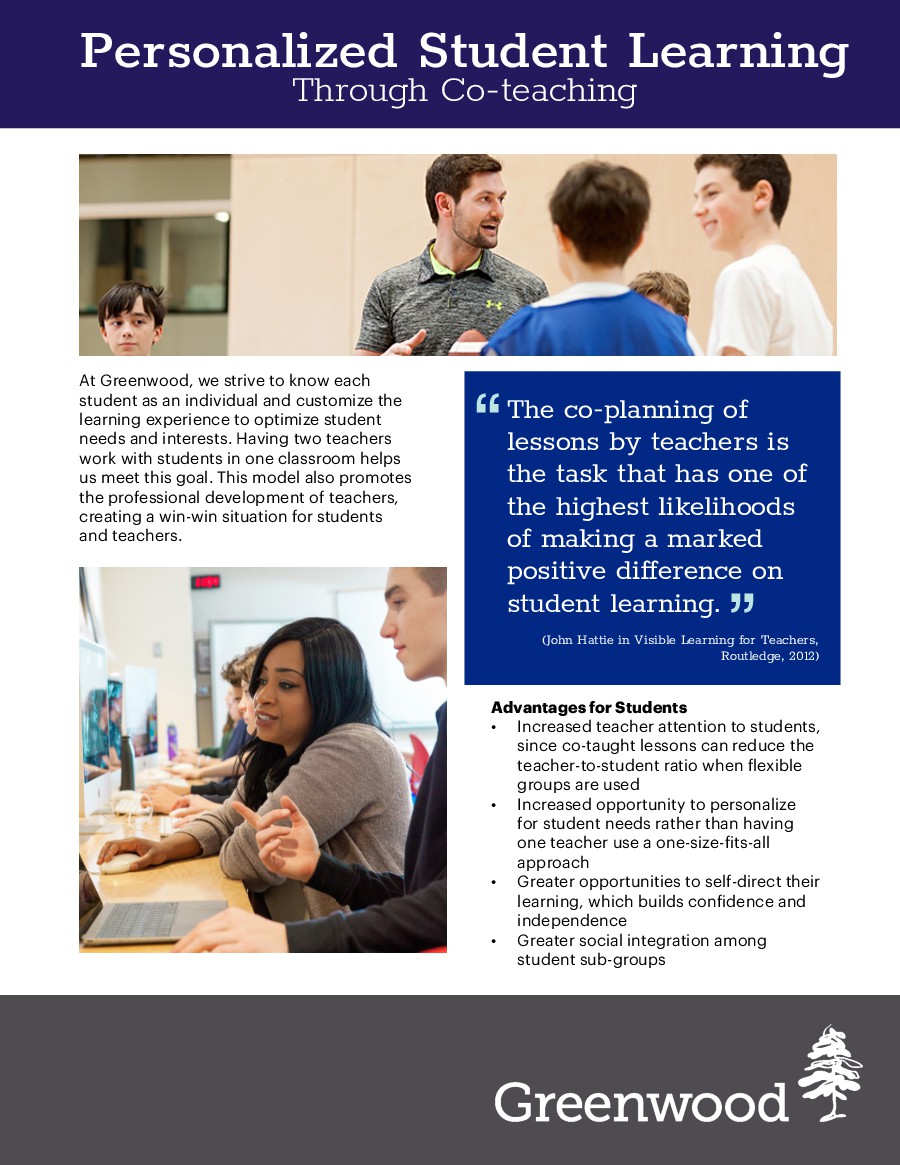 Personalized Student Learning
Through Co-teaching
At Greenwood, we strive to know each
student as an individual and customize the
learning experience to optimize student
needs and interests. Having two teachers
work with students in one classroom helps
us meet this goal. This model also promotes
the professional development of teachers,
creating a win-win situation for students
and teachers.
“ The co-planning of
lessons by teachers is
the task that has one of
the highest likelihoods
of making a marked
positive difference on
student learning. ”
(John Hattie in Visible Learning for Teachers,
Routledge, 2012)
Advantages for Students
• Increased teacher attention to students,
since co-taught lessons can reduce the
teacher-to-student ratio when flexible
groups are used
• Increased opportunity to personalize
for student needs rather than having
one teacher use a one-size-fits-all
approach
• Greater opportunities to self-direct their
learning, which builds confidence and
independence
• Greater social integration among
student sub-groups
Greenwood